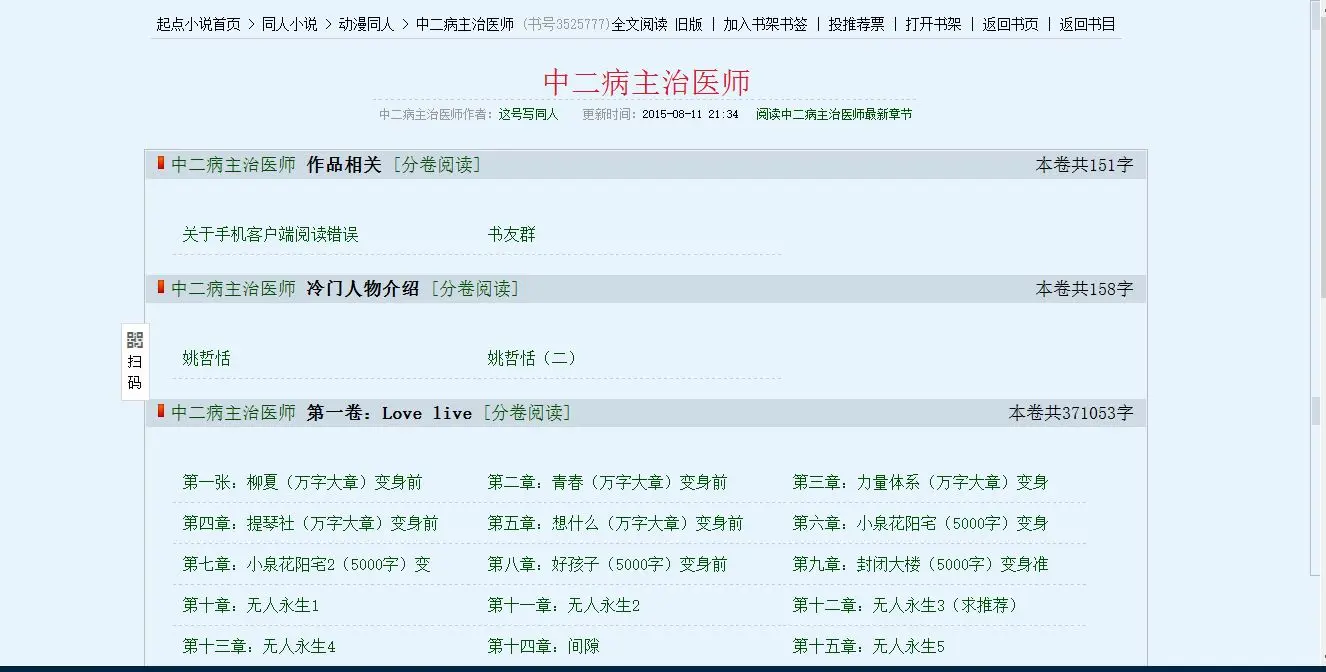 起点小说首页 > 同人小说 > 动漫同人 > 中二病主治医师 (书号3525777)全文阅读 旧版 | 加入书架书签 | 投推荐票 | 打开书架 | 返回书页 | 返回书目
中二病主治医师
中二病主治医师作者：这号写同人 更新时间：2015-08-11 21:34 阅读中二病主治医师最新章节
中二病主治医师 作品相关 [分卷阅读] 本卷共151字
关于手机客户端阅读错误 书友群
中二病主治医师 冷门人物介绍 [分卷阅读] 本卷共158字
扫
码
姚哲恬 姚哲恬（二）
中二病主治医师 第一卷：Love live [分卷阅读] 本卷共371053字
第一张：柳夏（万字大章）变身前 第二章：青春（万字大章）变身前 第三章：力量体系（万字大章）变身
第四章：提琴社（万字大章）变身前 第五章：想什么（万字大章）变身前 第六章：小泉花阳宅（5000字）变身
第七章：小泉花阳宅2（5000字）变 第八章：好孩子（5000字）变身前 第九章：封闭大楼（5000字）变身准
第十章：无人永生1 第十一章：无人永生2 第十二章：无人永生3（求推荐）
第十三章：无人永生4 第十四章：间隙 第十五章：无人永生5